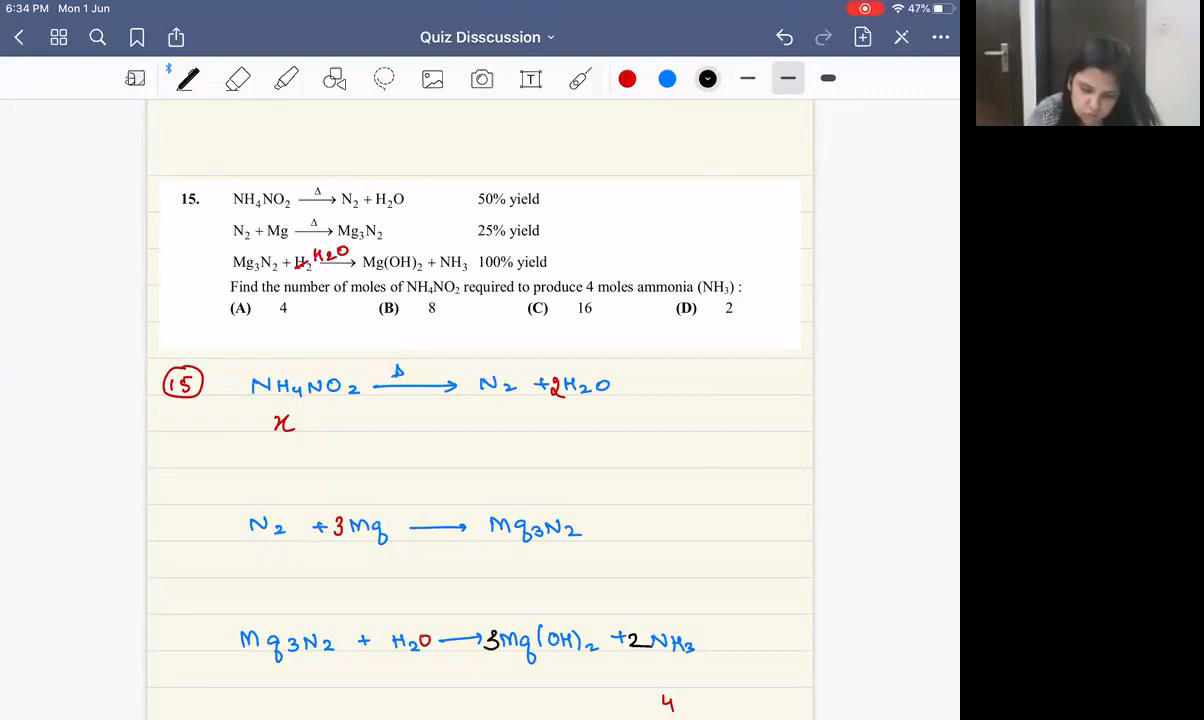 6:34 PM Mon 1 Jun
47%
Quiz Disscussion
15. NH₄NO₂ —Δ→ N₂ + H₂O 50% yield
N₂ + Mg —Δ→ Mg₃N₂ 25% yield
H2O
Mg₃N₂ + H₂ → Mg(OH)₂ + NH₃ 100% yield
Find the number of moles of NH₄NO₂ required to produce 4 moles ammonia (NH₃) :
(A) 4 (B) 8 (C) 16 (D) 2
15 NH₄NO₂ —Δ→ N₂ + 2H₂O
x
N₂ + 3Mg → Mg₃N₂
Mg₃N₂ + H₂O → 3Mg(OH)₂ + 2NH₃
4